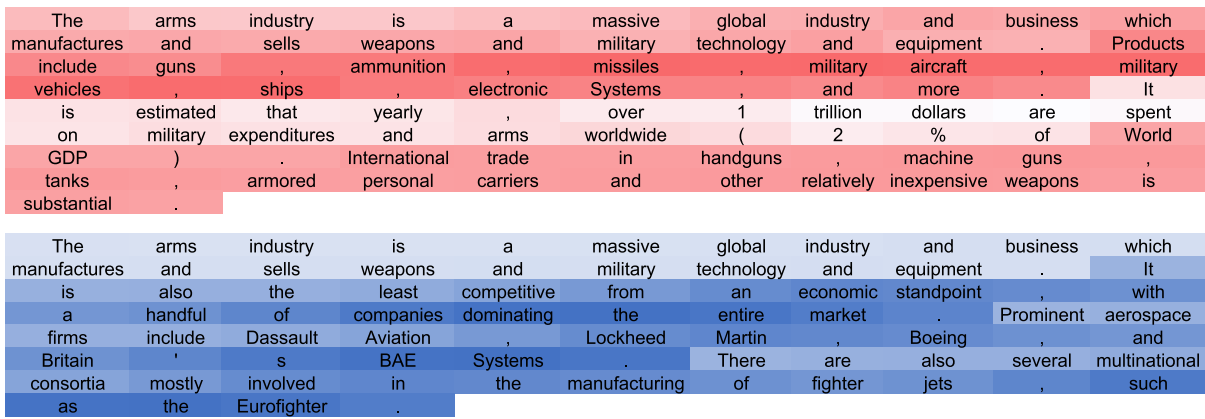 The arms industry is a massive global industry and business which
manufactures and sells weapons and military technology and equipment . Products
include guns , ammunition , missiles , military aircraft , military
vehicles , ships , electronic Systems , and more . It
is estimated that yearly , over 1 trillion dollars are spent
on military expenditures and arms worldwide ( 2 % of World
GDP ) . International trade in handguns , machine guns ,
tanks , armored personal carriers and other relatively inexpensive weapons is
substantial .
The arms industry is a massive global industry and business which
manufactures and sells weapons and military technology and equipment . It
is also the least competitive from an economic standpoint , with
a handful of companies dominating the entire market . Prominent aerospace
firms include Dassault Aviation , Lockheed Martin , Boeing , and
Britain ' s BAE Systems . There are also several multinational
consortia mostly involved in the manufacturing of fighter jets , such
as the Eurofighter .